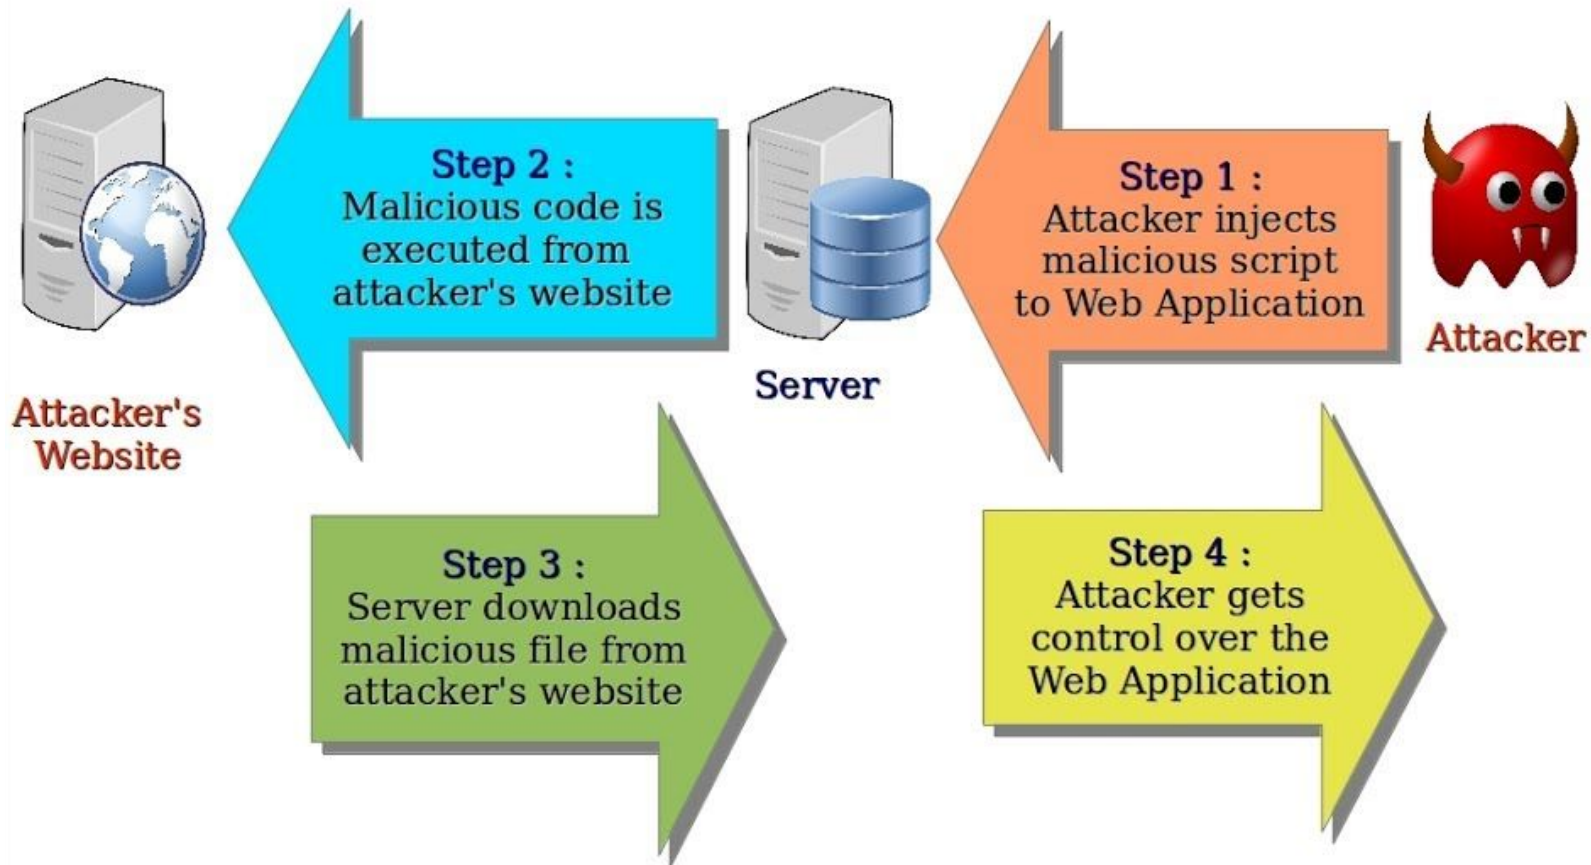 Step 1 :
Attacker injects
malicious script
to Web Application
Attacker
Step 2 :
Malicious code is
executed from
attacker's website
Server
Attacker's
Website
Step 3 :
Server downloads
malicious file from
attacker's website
Step 4 :
Attacker gets
control over the
Web Application